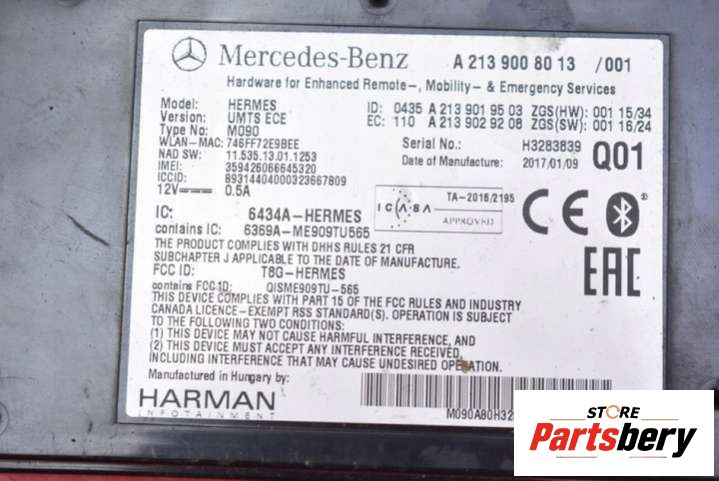 Mercedes-Benz A 213 900 80 13 /001
Hardware for Enhanced Remote-, Mobility- & Emergency Services
Model: HERMES
Version: UMTS ECE
Type No: M090
WLAN-MAC: 746FF72E9BEE
NAD SW: 11.535.13.01.1253
IMEI: 359426066645320
ICCID: 89314404000323667809
12V 0.5A
ID: 0435 A 213 901 95 03 ZGS(HW): 001 15/34
EC: 110 A 213 902 92 08 ZGS(SW): 001 16/24
Serial No.: H3283839
Date of Manufacture: 2017/01/09
Q01
ICASA
TA-2016/2195
APPROVED
CE
EAC
IC: 6434A-HERMES
contains IC: 6369A-ME909TU565
THE PRODUCT COMPLIES WITH DHHS RULES 21 CFR
SUBCHAPTER J APPLICABLE TO THE DATE OF MANUFACTURE.
FCC ID: T8G-HERMES
contains FCC ID: QISME909TU-565
THIS DEVICE COMPLIES WITH PART 15 OF THE FCC RULES AND INDUSTRY
CANADA LICENCE-EXEMPT RSS STANDARD(S). OPERATION IS SUBJECT
TO THE FOLLOWING TWO CONDITIONS:
(1) THIS DEVICE MAY NOT CAUSE HARMFUL INTERFERENCE, AND
(2) THIS DEVICE MUST ACCEPT ANY INTERFERENCE RECEIVED,
INCLUDING INTERFERENCE THAT MAY CAUSE UNDESIRED OPERATION.
Manufactured in Hungary by:
HARMAN
INFOTAINMENT
M090A80H32
STORE
Partsbery